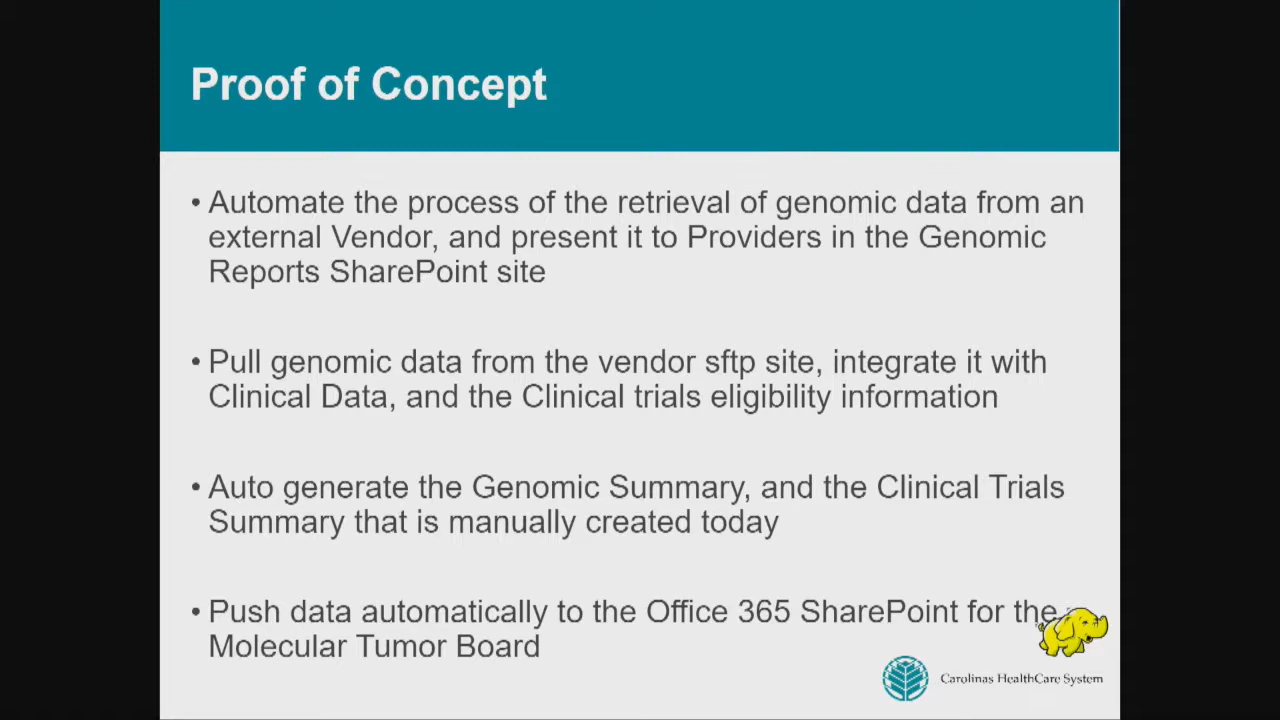 Proof of Concept
• Automate the process of the retrieval of genomic data from an
external Vendor, and present it to Providers in the Genomic
Reports SharePoint site
• Pull genomic data from the vendor sftp site, integrate it with
Clinical Data, and the Clinical trials eligibility information
• Auto generate the Genomic Summary, and the Clinical Trials
Summary that is manually created today
• Push data automatically to the Office 365 SharePoint for the
Molecular Tumor Board
Carolinas HealthCare System